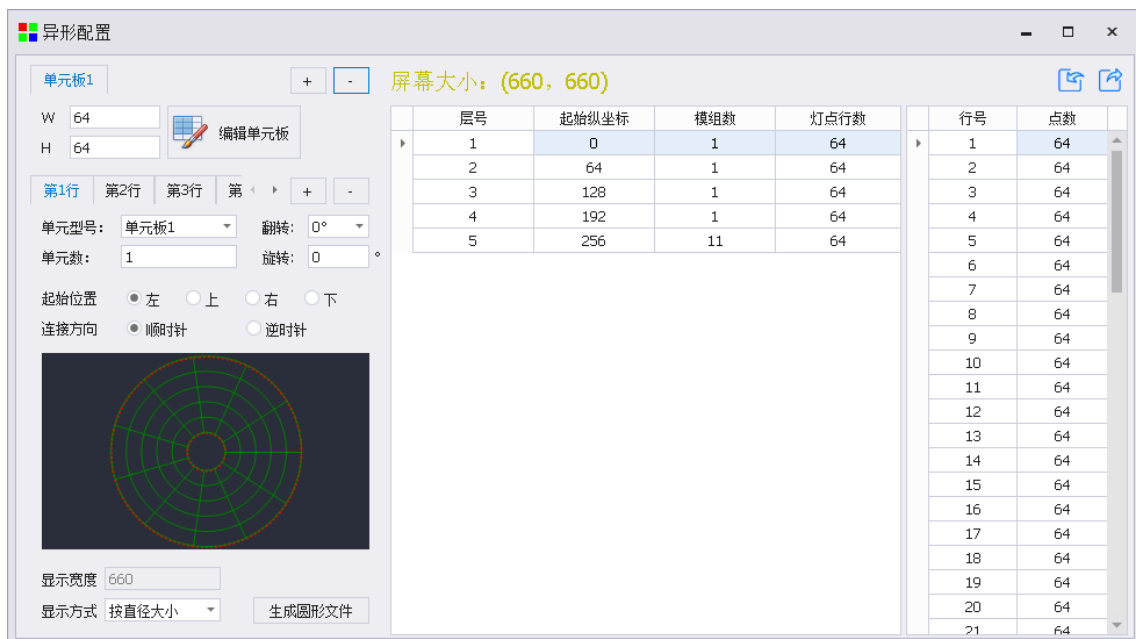 异形配置
单元板1 + -
W 64
H 64
编辑单元板
第1行 第2行 第3行 第 + -
单元型号: 单元板1 翻转: 0°
单元数: 1 旋转: 0 °
起始位置 左 上 右 下
连接方向 顺时针 逆时针
显示宽度 660
显示方式 按直径大小 生成圆形文件
屏幕大小: (660, 660)
层号 起始纵坐标 模组数 灯点行数
1 0 1 64
2 64 1 64
3 128 1 64
4 192 1 64
5 256 11 64
行号 点数
1 64
2 64
3 64
4 64
5 64
6 64
7 64
8 64
9 64
10 64
11 64
12 64
13 64
14 64
15 64
16 64
17 64
18 64
19 64
20 64
21 64